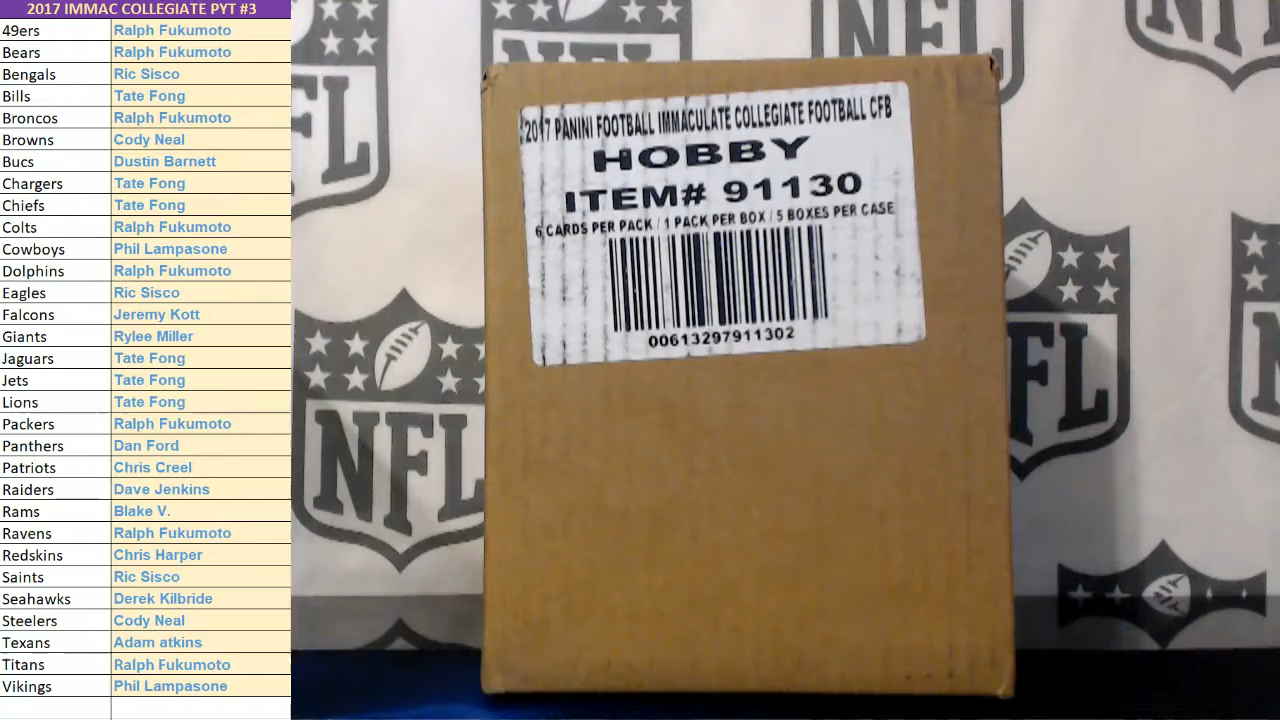 2017 IMMAC COLLEGIATE PYT #3
49ers Ralph Fukumoto
Bears Ralph Fukumoto
Bengals Ric Sisco
Bills Tate Fong
Broncos Ralph Fukumoto
Browns Cody Neal
Bucs Dustin Barnett
Chargers Tate Fong
Chiefs Tate Fong
Colts Ralph Fukumoto
Cowboys Phil Lampasone
Dolphins Ralph Fukumoto
Eagles Ric Sisco
Falcons Jeremy Kott
Giants Rylee Miller
Jaguars Tate Fong
Jets Tate Fong
Lions Tate Fong
Packers Ralph Fukumoto
Panthers Dan Ford
Patriots Chris Creel
Raiders Dave Jenkins
Rams Blake V.
Ravens Ralph Fukumoto
Redskins Chris Harper
Saints Ric Sisco
Seahawks Derek Kilbride
Steelers Cody Neal
Texans Adam atkins
Titans Ralph Fukumoto
Vikings Phil Lampasone
2017 PANINI FOOTBALL IMMACULATE COLLEGIATE FOOTBALL CFB
HOBBY
ITEM# 91130
6 CARDS PER PACK / 1 PACK PER BOX / 5 BOXES PER CASE
00613297911302
NFL
NFL
NFL
NFL
NFL
NFL